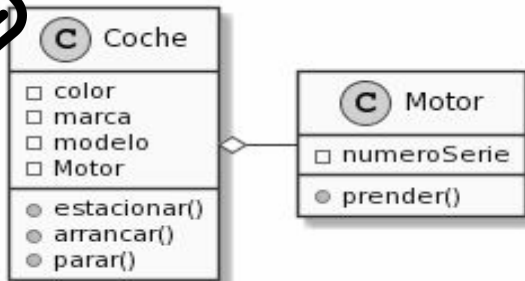 C Coche
color
marca
modelo
Motor
estacionar()
arrancar()
parar()
C Motor
numeroSerie
prender()